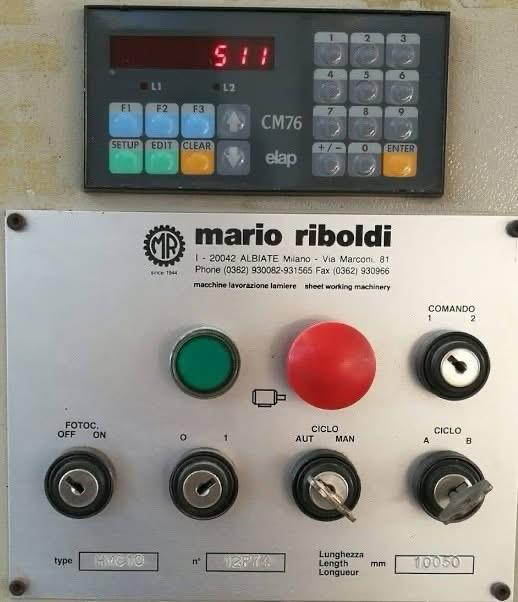 511
L1 L2
1 2 3
4 5 6
7 8 9
+/- 0 ENTER
F1 F2 F3
SETUP EDIT CLEAR
CM76
elap
MR
since 1944
mario riboldi
I - 20042 ALBIATE Milano - Via Marconi, 81
Phone (0362) 930082-931565 Fax (0362) 930966
macchine lavorazione lamiere sheet working machinery
COMANDO
1 2
FOTOC.
OFF ON
O 1
CICLO
AUT MAN
CICLO
A B
type HMC10
n°
Lunghezza
Length mm 10050
Longueur